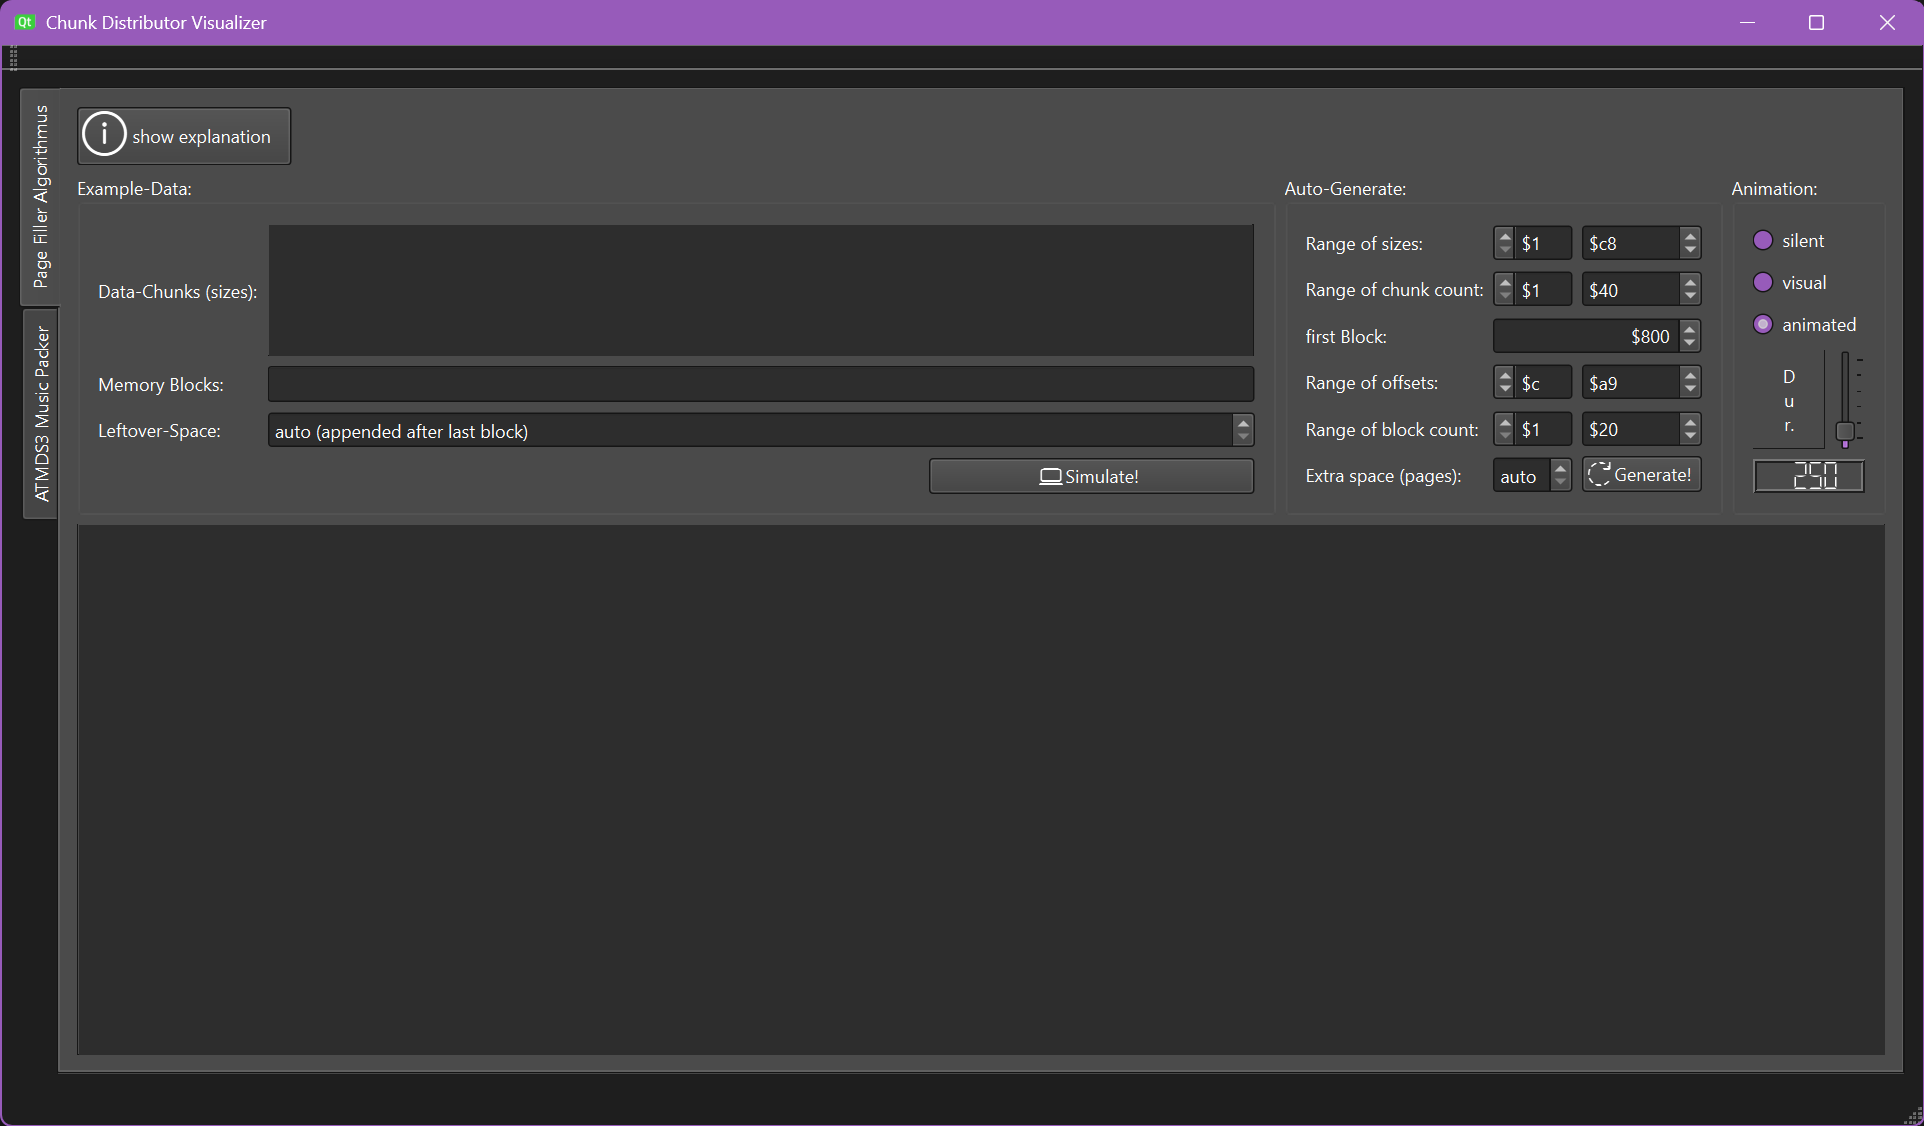 Qt Chunk Distributor Visualizer
Page Filler Algorithmus
ATMDS3 Music Packer
i show explanation
Example-Data:
Data-Chunks (sizes):
Memory Blocks:
Leftover-Space: auto (appended after last block)
Simulate!
Auto-Generate:
Range of sizes: $1 $c8
Range of chunk count: $1 $40
first Block: $800
Range of offsets: $c $a9
Range of block count: $1 $20
Extra space (pages): auto Generate!
Animation:
silent
visual
animated
D
u
r.
250